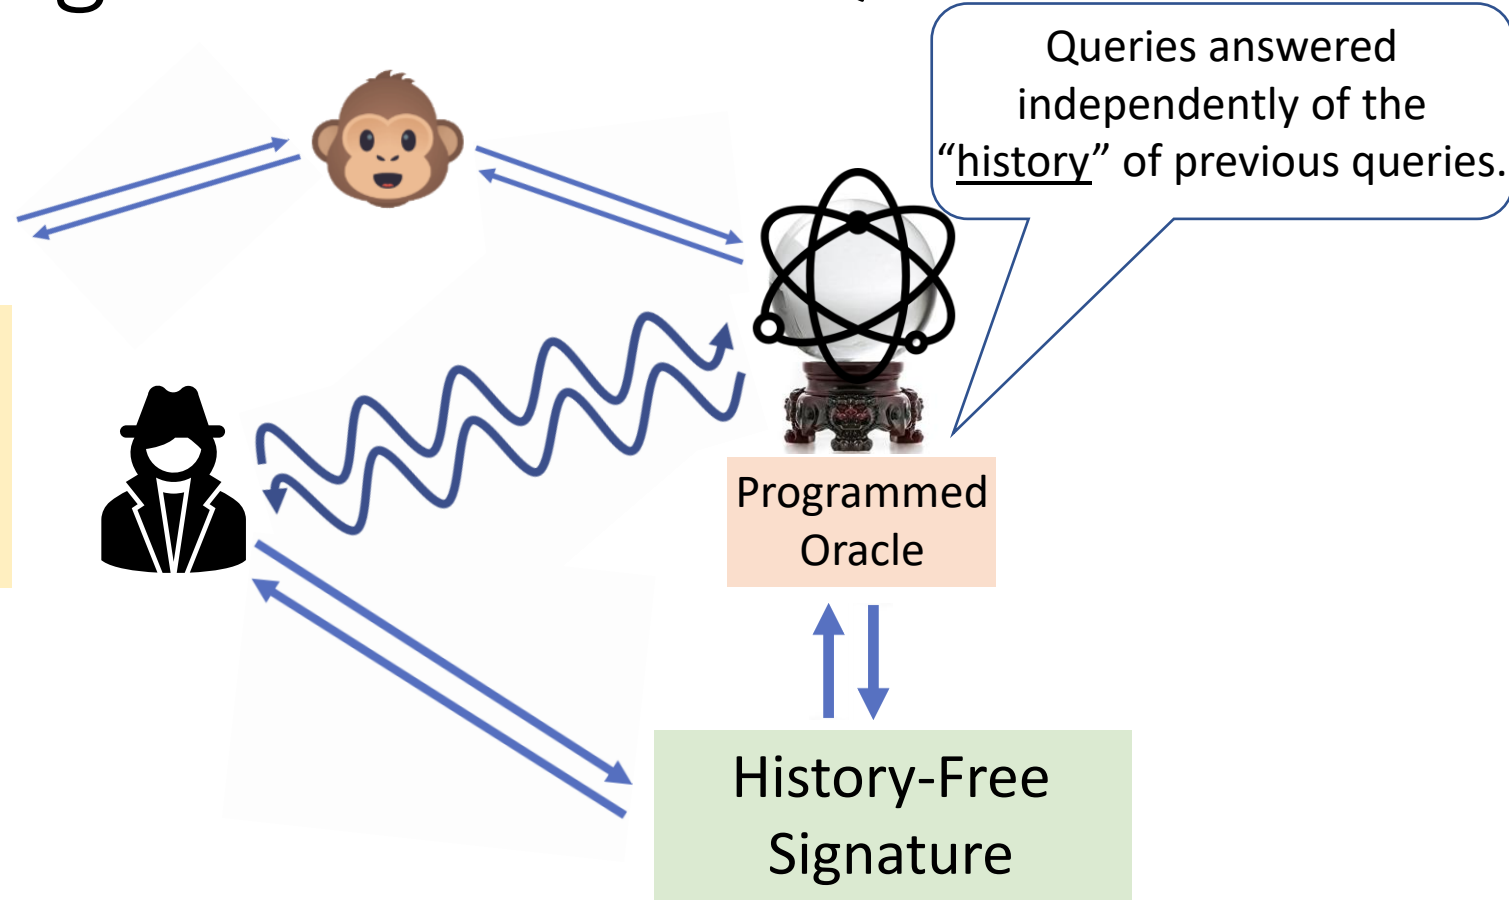 Queries answered
independently of the
“history” of previous queries.
Programmed
Oracle
History-Free
Signature